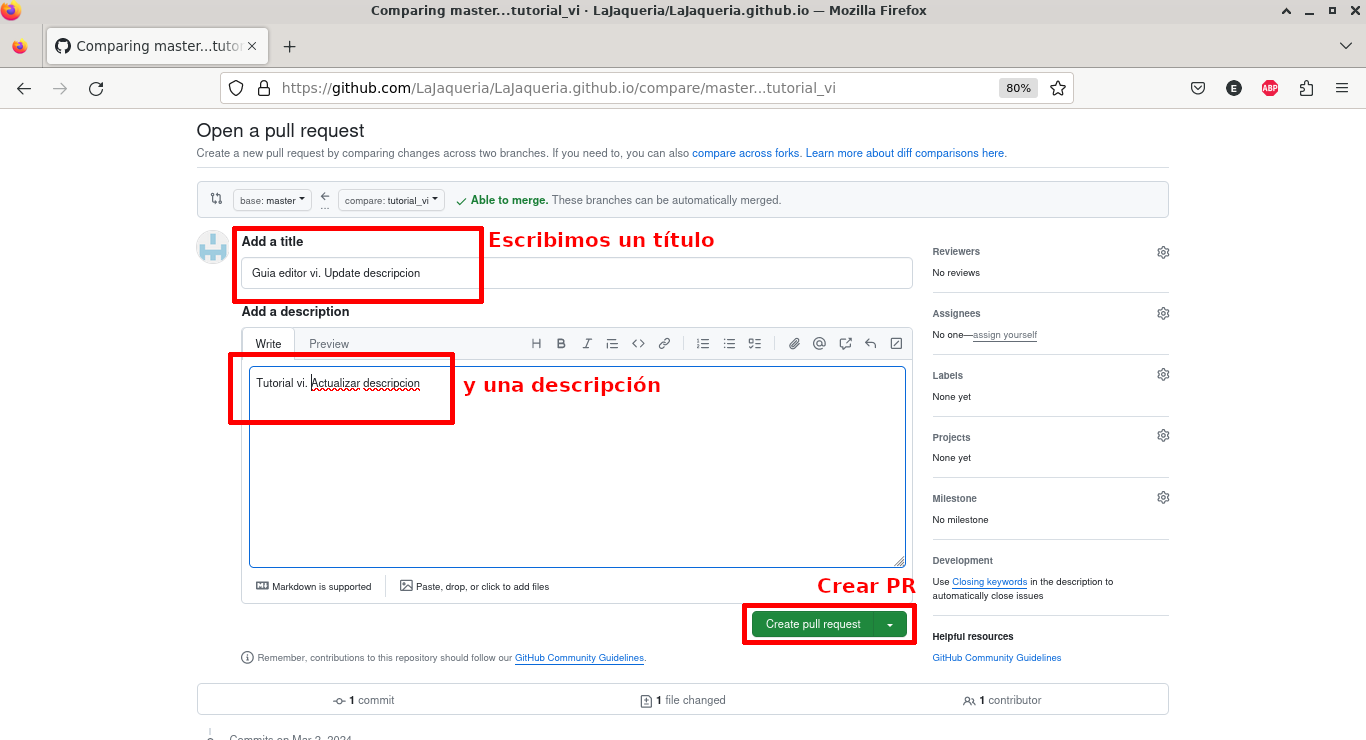 Comparing master...tutorial_vi · LaJaqueria/LaJaqueria.github.io — Mozilla Firefox
Comparing master...tutor
https://github.com/LaJaqueria/LaJaqueria.github.io/compare/master...tutorial_vi
80%
E
ABP
Open a pull request
Create a new pull request by comparing changes across two branches. If you need to, you can also compare across forks. Learn more about diff comparisons here.
base: master
...
compare: tutorial_vi
Able to merge. These branches can be automatically merged.
Add a title
Escribimos un título
Guia editor vi. Update descripcion
Add a description
Write
Preview
Tutorial vi. Actualizar descripcion
y una descripción
Markdown is supported
Paste, drop, or click to add files
Crear PR
Create pull request
Remember, contributions to this repository should follow our GitHub Community Guidelines.
Reviewers
No reviews
Assignees
No one—assign yourself
Labels
None yet
Projects
None yet
Milestone
No milestone
Development
Use Closing keywords in the description to
automatically close issues
Helpful resources
GitHub Community Guidelines
1 commit
1 file changed
1 contributor
Commits on Mar 2, 2024